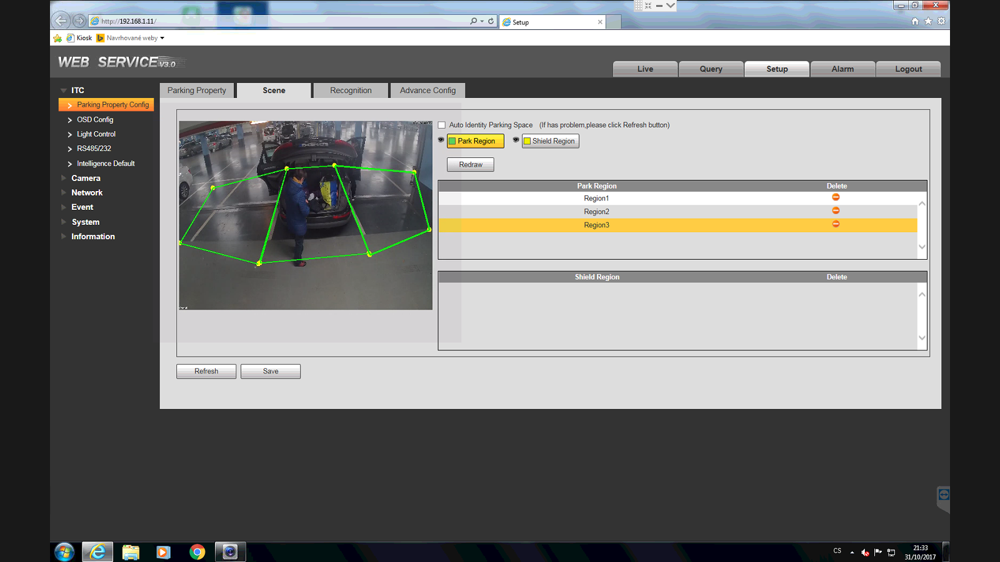 http://192.168.1.11/
Setup
Kiosk
Navrhované weby
WEB SERVICE V3.0
Live
Query
Setup
Alarm
Logout
ITC
Parking Property Config
OSD Config
Light Control
RS485/232
Intelligence Default
Camera
Network
Event
System
Information
Parking Property
Scene
Recognition
Advance Config
Auto Identity Parking Space (If has problem,please click Refresh button)
Park Region
Shield Region
Redraw
Park Region Delete
Region1
Region2
Region3
Shield Region Delete
Refresh
Save
CS
21:33
31/10/2017